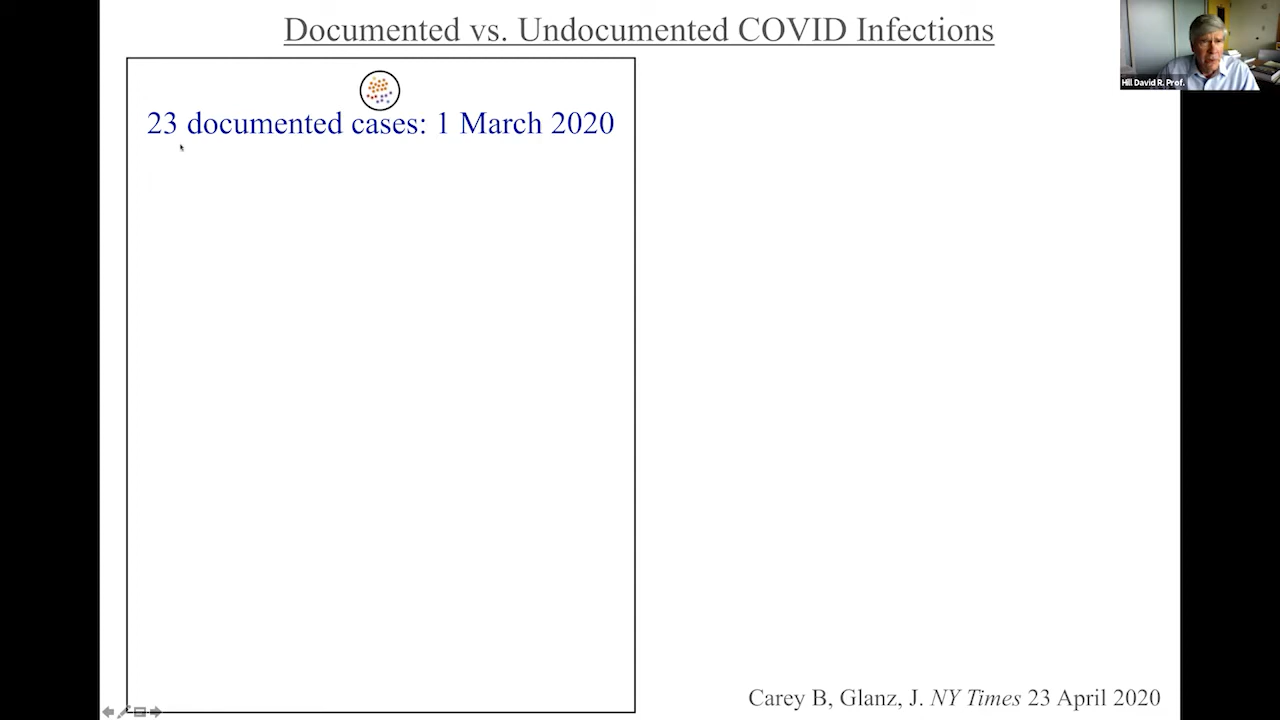 Documented vs. Undocumented COVID Infections
Hill David R. Prof.
23 documented cases: 1 March 2020
Carey B, Glanz, J. NY Times 23 April 2020